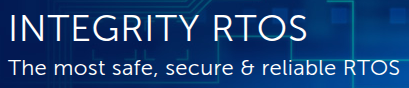 INTEGRITY RTOS
The most safe, secure & reliable RTOS